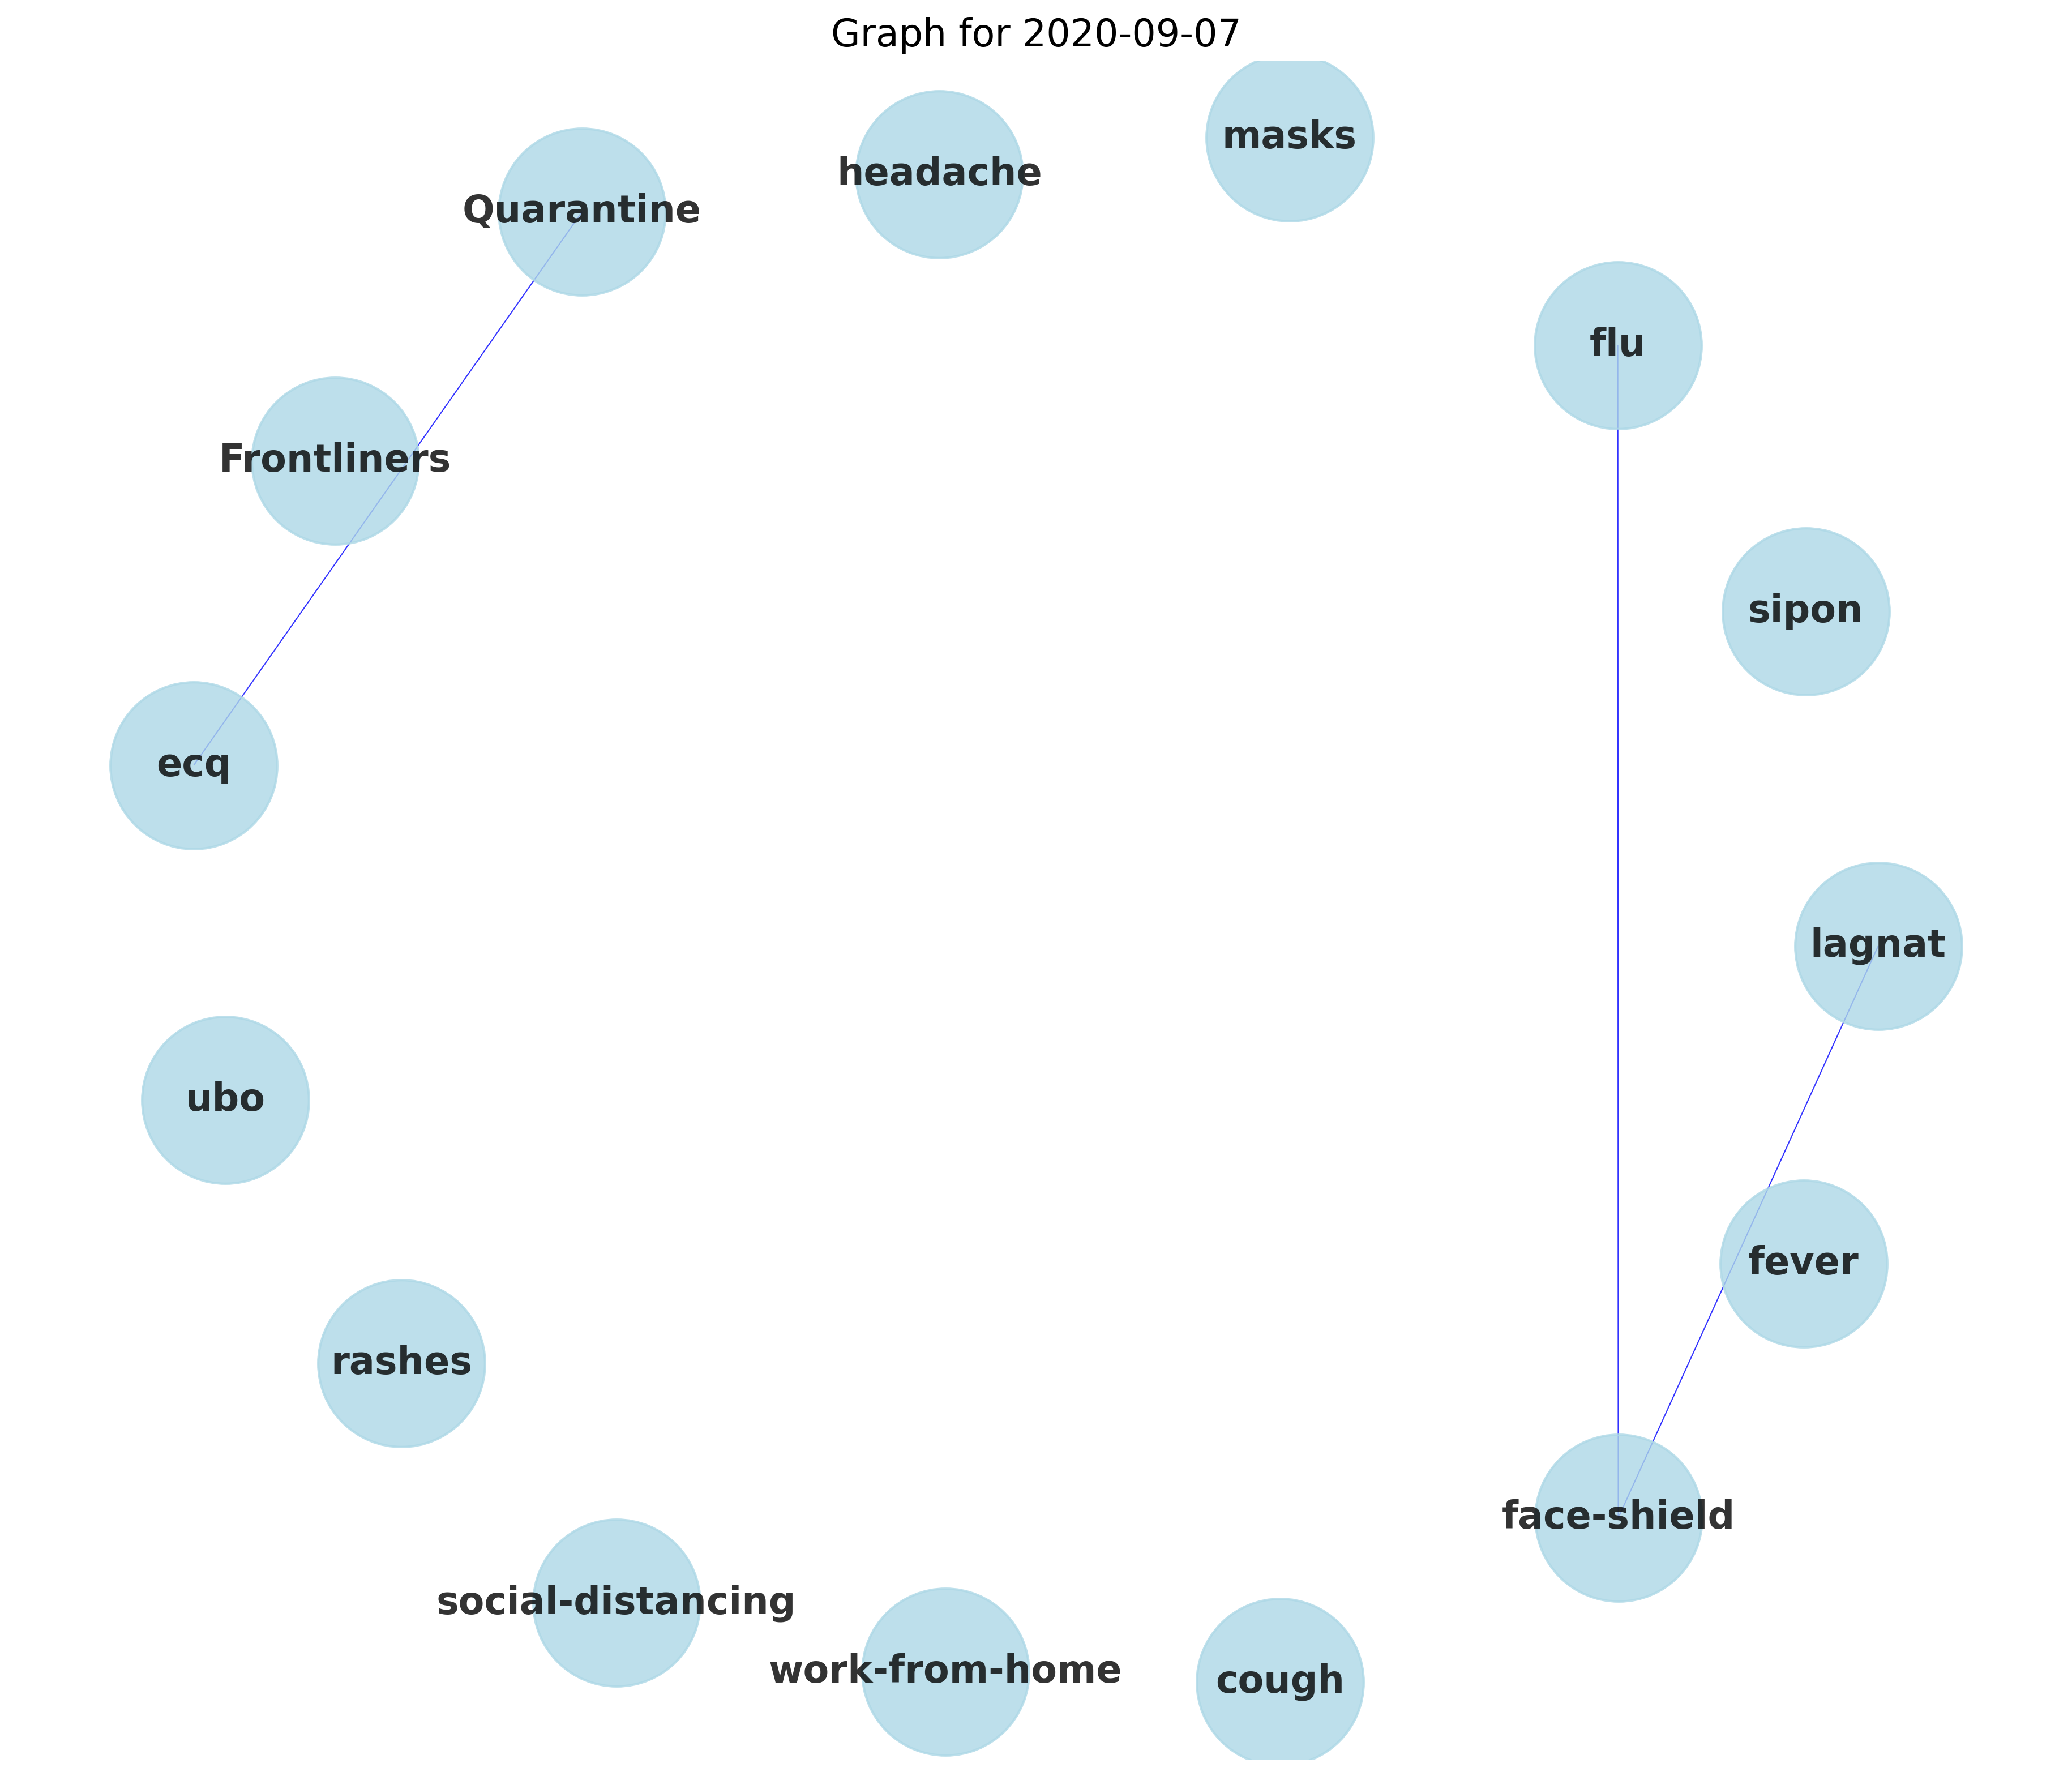 Graph for 2020-09-07
masks
headache
Quarantine
flu
Frontliners
sipon
ecq
lagnat
ubo
fever
rashes
face-shield
social-distancing
work-from-home
cough